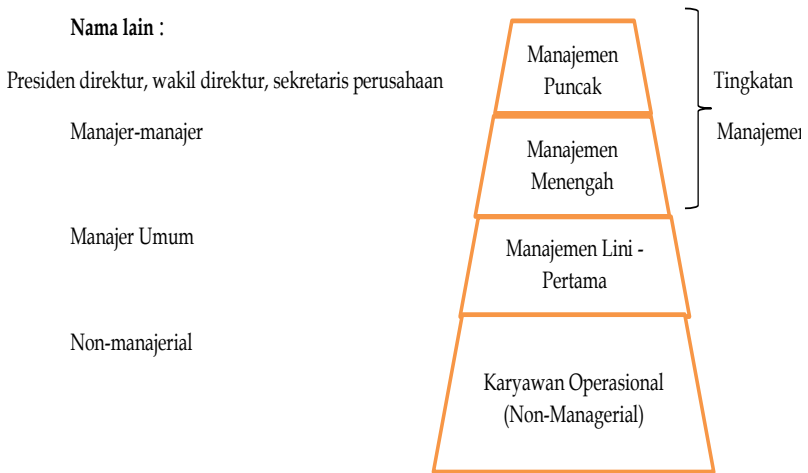 Nama lain :
Presiden direktur, wakil direktur, sekretaris perusahaan
Manajer-manajer
Manajer Umum
Non-manajerial
Manajemen
Puncak
Manajemen
Menengah
Manajemen Lini -
Pertama
Karyawan Operasional
(Non-Managerial)
Tingkatan
Manajemen